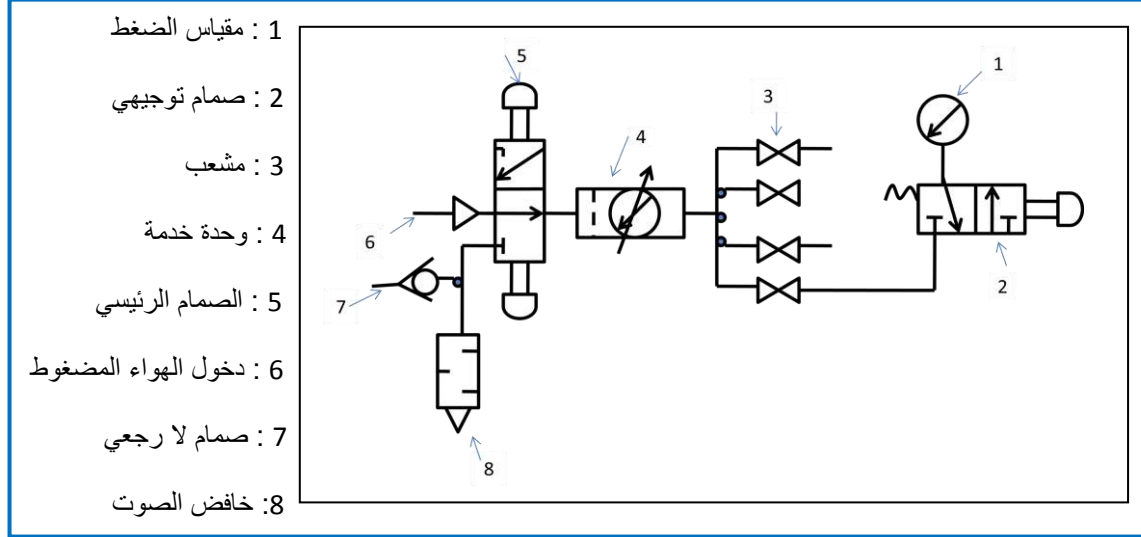 1 : مقياس الضغط
2 : صمام توجيهي
3 : مشعب
4 : وحدة خدمة
5 : الصمام الرئيسي
6 : دخول الهواء المضغوط
7 : صمام لا رجعي
8: خافض الصوت
5
1
3
4
6
7
2
8